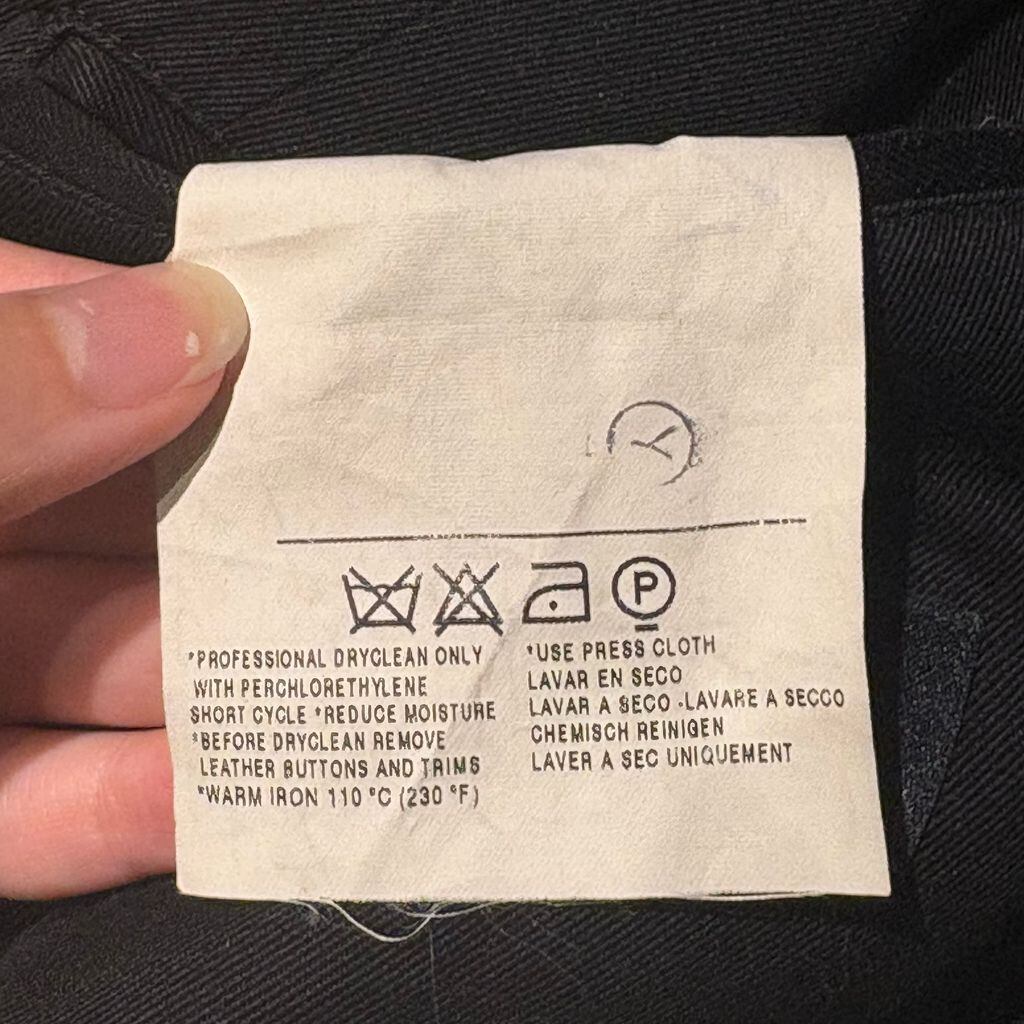 P
*PROFESSIONAL DRYCLEAN ONLY
WITH PERCHLORETHYLENE
SHORT CYCLE *REDUCE MOISTURE
*BEFORE DRYCLEAN REMOVE
LEATHER BUTTONS AND TRIMS
*WARM IRON 110 °C (230 °F)
*USE PRESS CLOTH
LAVAR EN SECO
LAVAR A SECO -LAVARE A SECCO
CHEMISCH REINIGEN
LAVER A SEC UNIQUEMENT